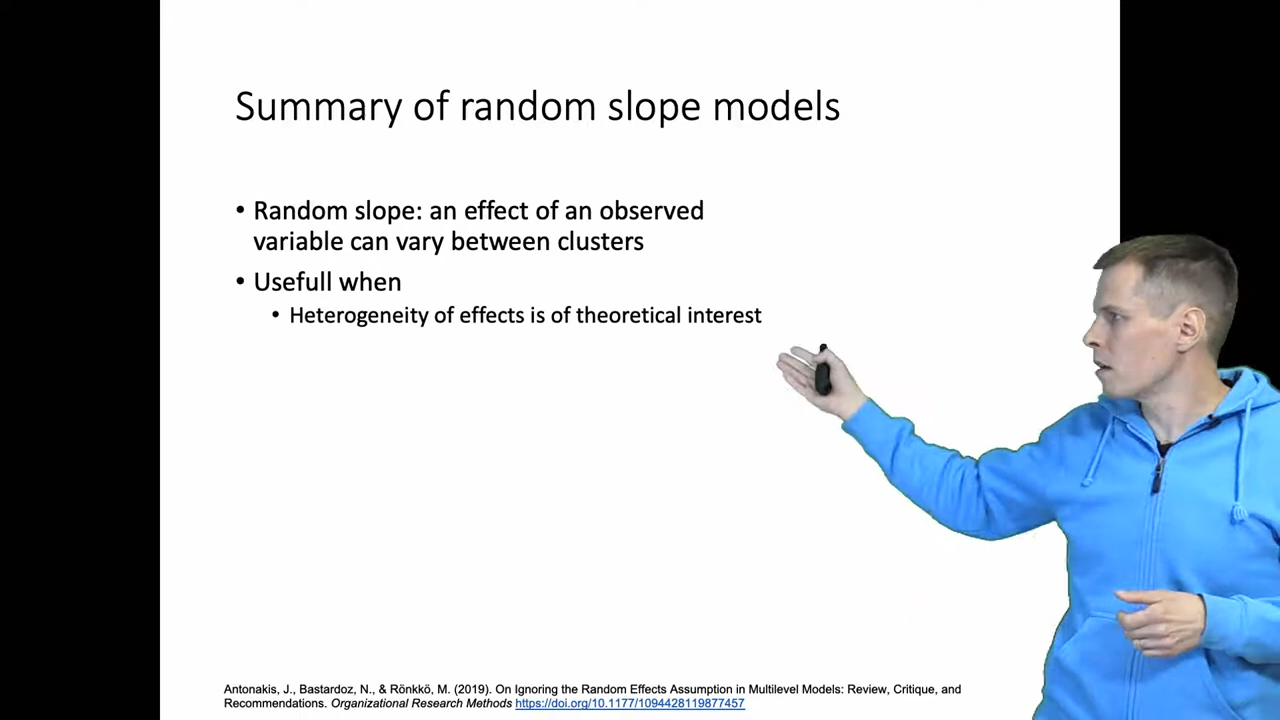 Summary of random slope models
• Random slope: an effect of an observed
variable can vary between clusters
• Usefull when
• Heterogeneity of effects is of theoretical interest
Antonakis, J., Bastardoz, N., & Rönkkö, M. (2019). On Ignoring the Random Effects Assumption in Multilevel Models: Review, Critique, and
Recommendations. Organizational Research Methods https://doi.org/10.1177/1094428119877457